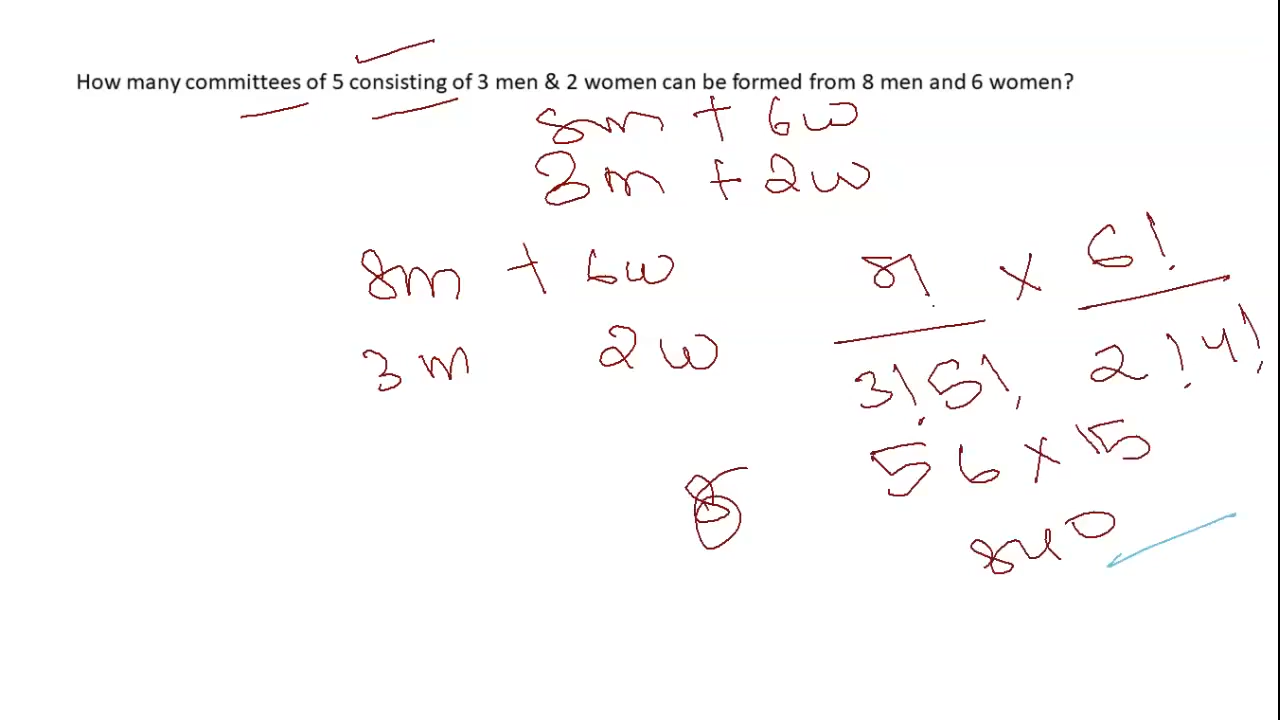 How many committees of 5 consisting of 3 men & 2 women can be formed from 8 men and 6 women?
8m + 6w
3m + 2w
8m + 6w
3m 2w
8! × 6!
3! 5! 2! 4!
56 × 15
8
840